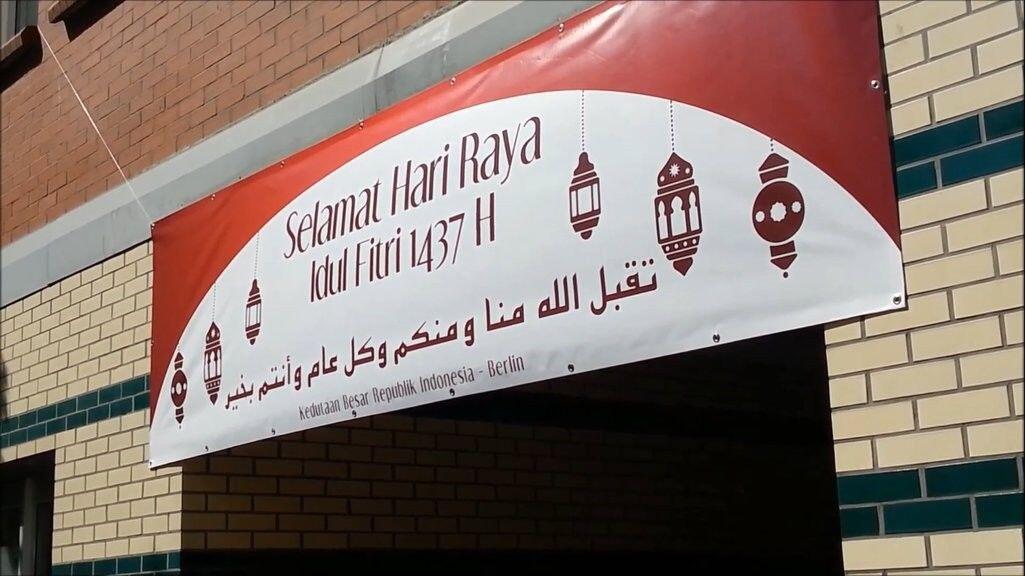 Selamat Hari Raya
Idul Fitri 1437 H
تقبل الله منا ومنكم وكل عام وأنتم بخير
Kedutaan Besar Republik Indonesia - Berlin